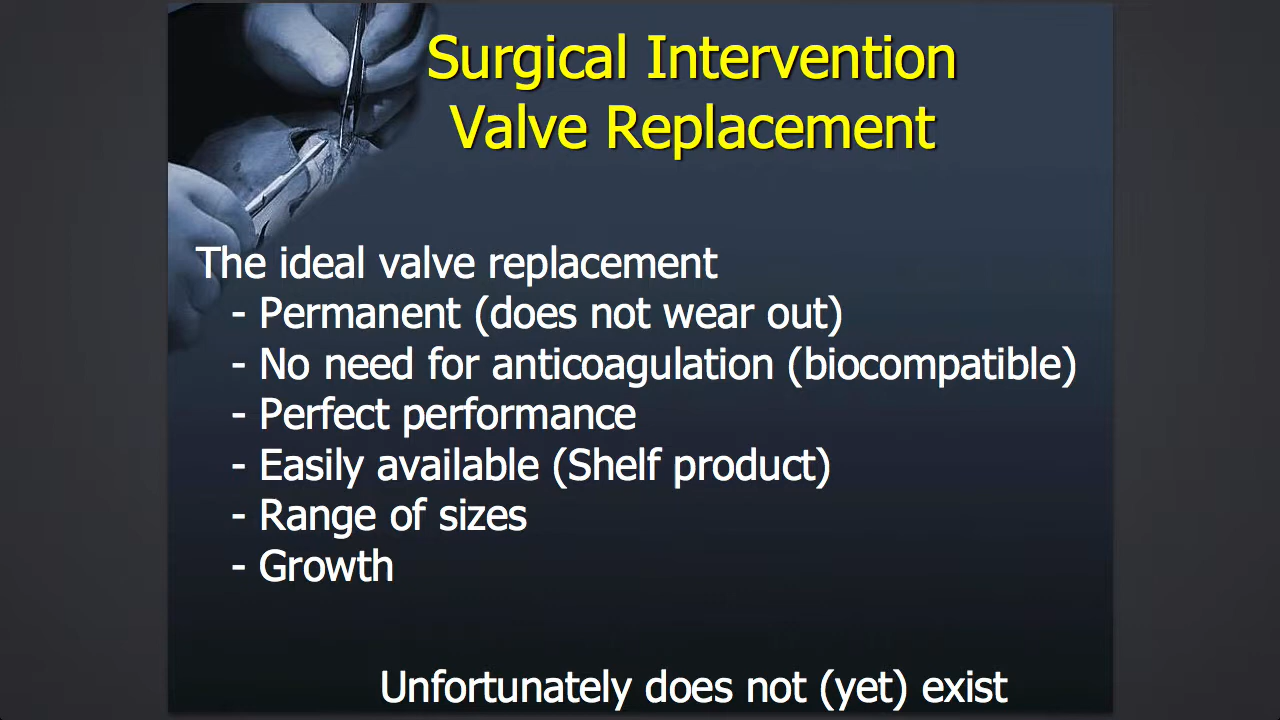 Surgical Intervention
Valve Replacement
The ideal valve replacement
- Permanent (does not wear out)
- No need for anticoagulation (biocompatible)
- Perfect performance
- Easily available (Shelf product)
- Range of sizes
- Growth
Unfortunately does not (yet) exist